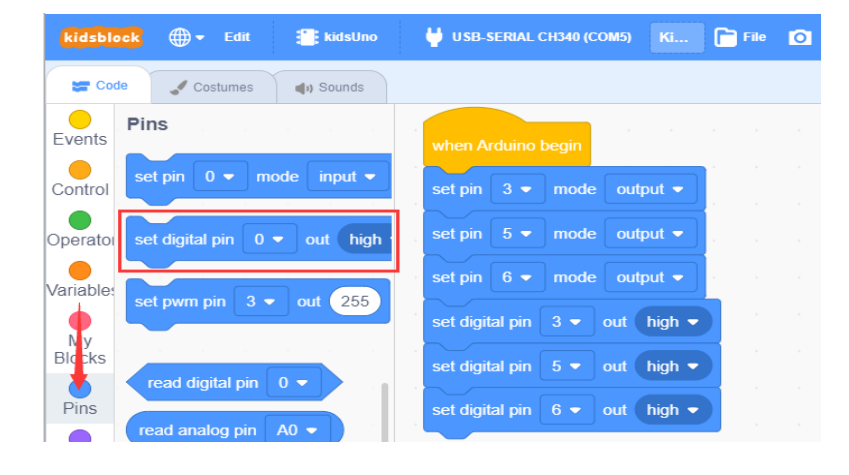 kidsblock Edit kidsUno USB-SERIAL CH340 (COM5) Ki... File
Code Costumes Sounds
Pins
Events
Control
Operator
Variables
My
Blocks
Pins
set pin 0 mode input
set digital pin 0 out high
set pwm pin 3 out 255
read digital pin 0
read analog pin A0
when Arduino begin
set pin 3 mode output
set pin 5 mode output
set pin 6 mode output
set digital pin 3 out high
set digital pin 5 out high
set digital pin 6 out high